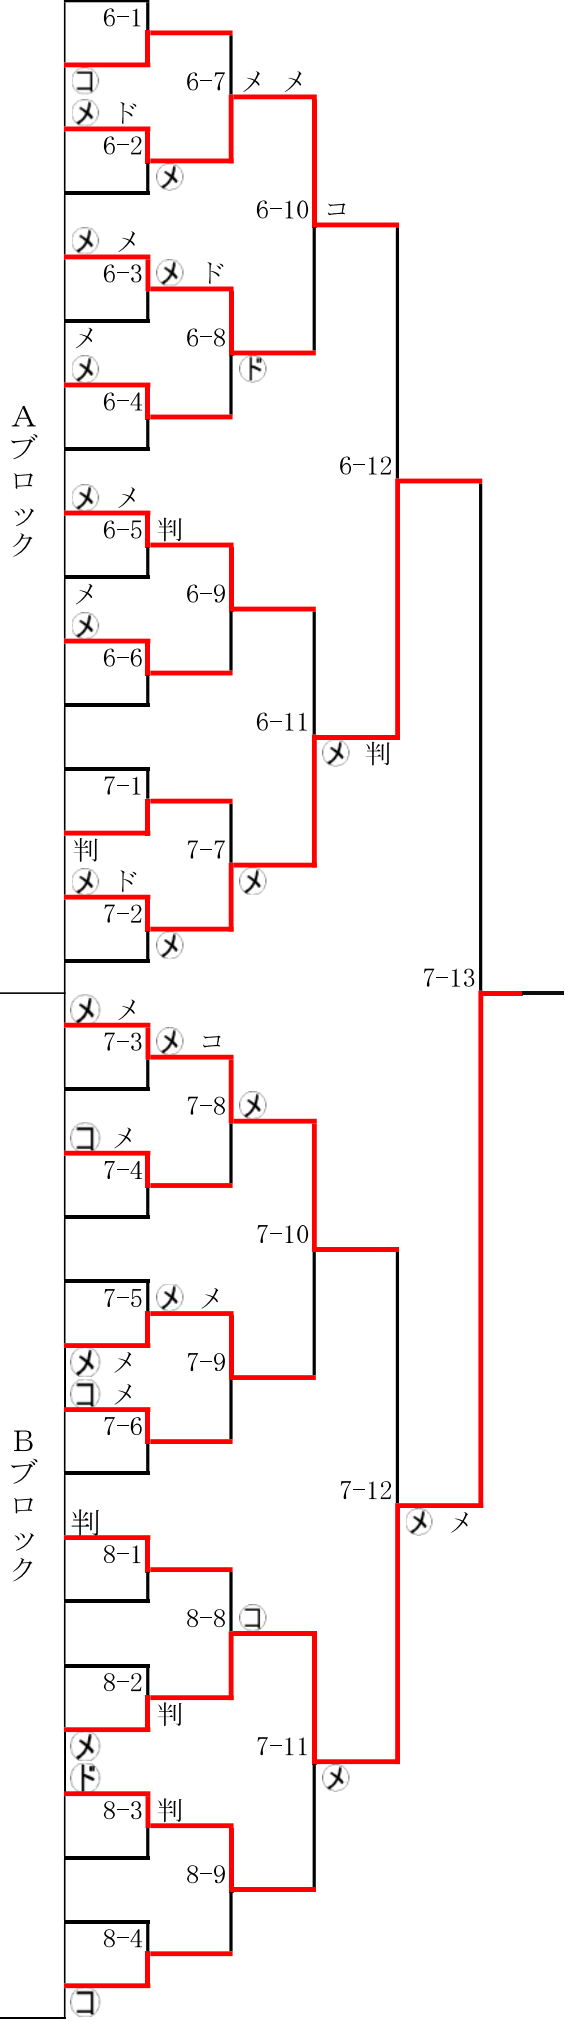 6-1
6-7 メ メ
㋙
㋱ ド
6-2
㋱
6-10 コ
㋱ メ
6-3 ㋱ ド
メ
6-8
㋱
㋣゙
6-4
Aブロック
6-12
㋱ メ
6-5 判
メ
6-9
㋱
6-6
6-11
㋱ 判
7-1
判
7-7
㋱ ド
㋱
7-2
㋱
7-13
㋱ メ
7-3 ㋱ コ
7-8 ㋱
㋙ メ
7-4
7-10
7-5 ㋱ メ
㋱ メ
7-9
㋙ メ
7-6
Bブロック
7-12
㋱ メ
判
8-1
8-8 ㋙
8-2
判
㋱
7-11
㋱
㋣゙
8-3 判
8-9
8-4
㋙